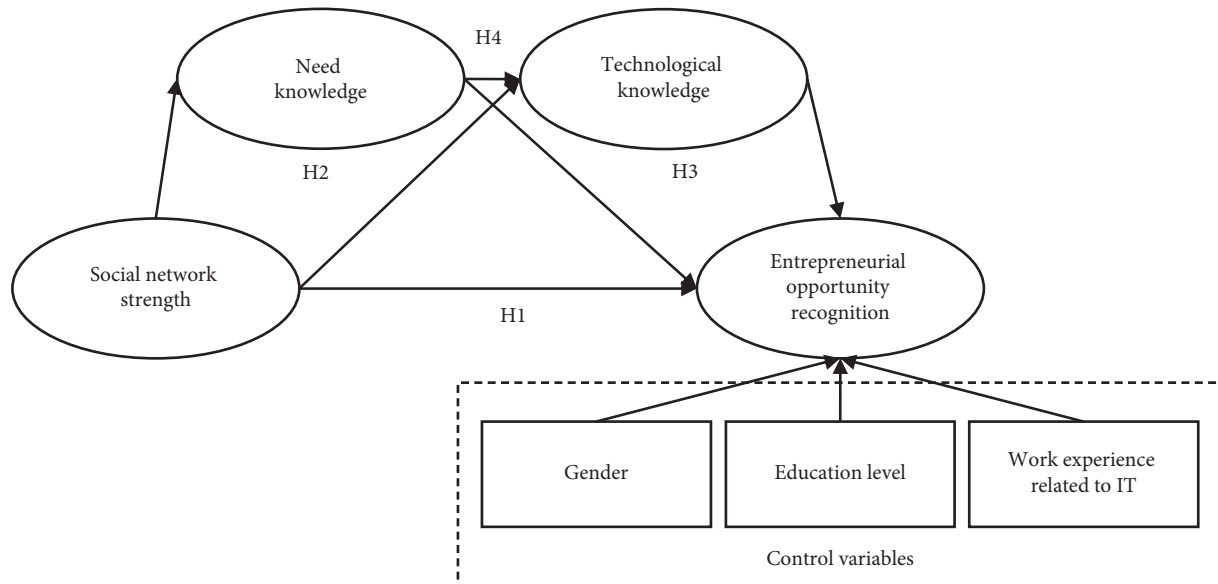 H4
Need
knowledge
Technological
knowledge
H2
H3
Social network
strength
Entrepreneurial
opportunity
recognition
H1
Gender
Education level
Work experience
related to IT
Control variables